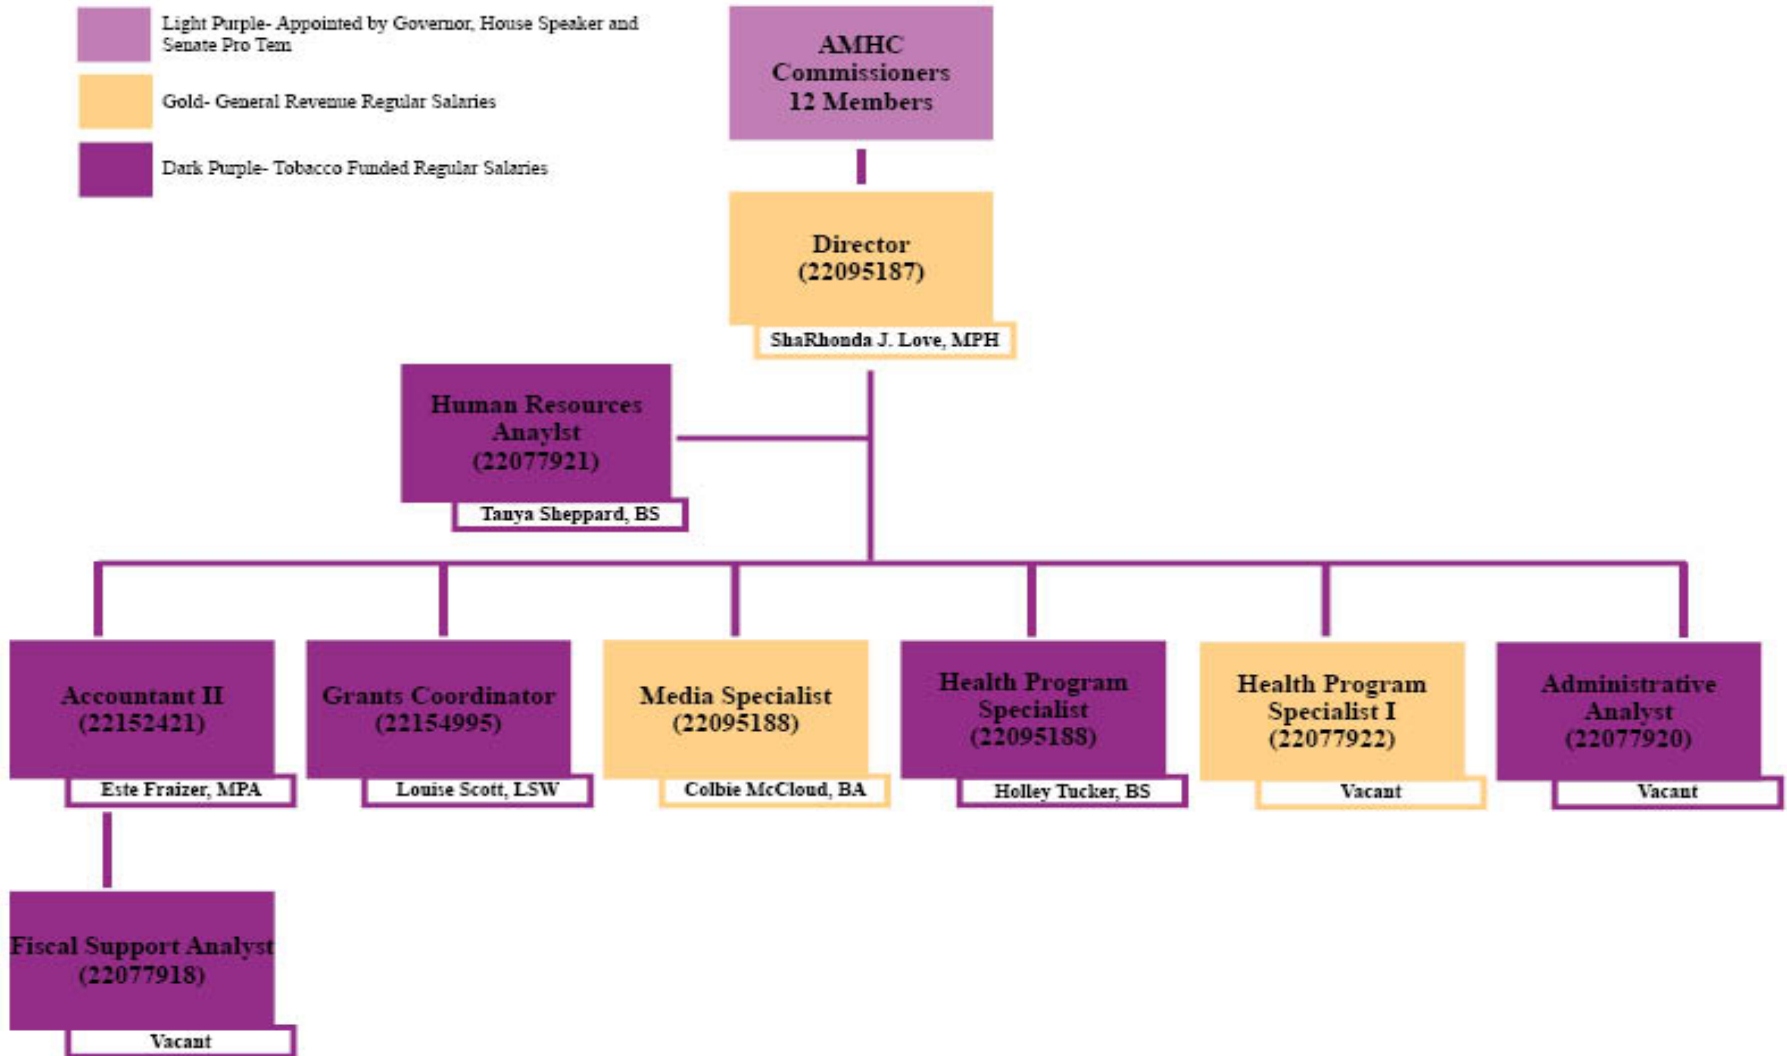 Light Purple- Appointed by Governor, House Speaker and
Senate Pro Tem
Gold- General Revenue Regular Salaries
Dark Purple- Tobacco Funded Regular Salaries
AMHC
Commissioners
12 Members
Director
(22095187)
ShaRhonda J. Love, MPH
Human Resources
Anaylst
(22077921)
Tanya Sheppard, BS
Accountant II
(22152421)
Este Fraizer, MPA
Grants Coordinator
(22154995)
Louise Scott, LSW
Media Specialist
(22095188)
Colbie McCloud, BA
Health Program
Specialist
(22095188)
Holley Tucker, BS
Health Program
Specialist I
(22077922)
Vacant
Administrative
Analyst
(22077920)
Vacant
Fiscal Support Analyst
(22077918)
Vacant